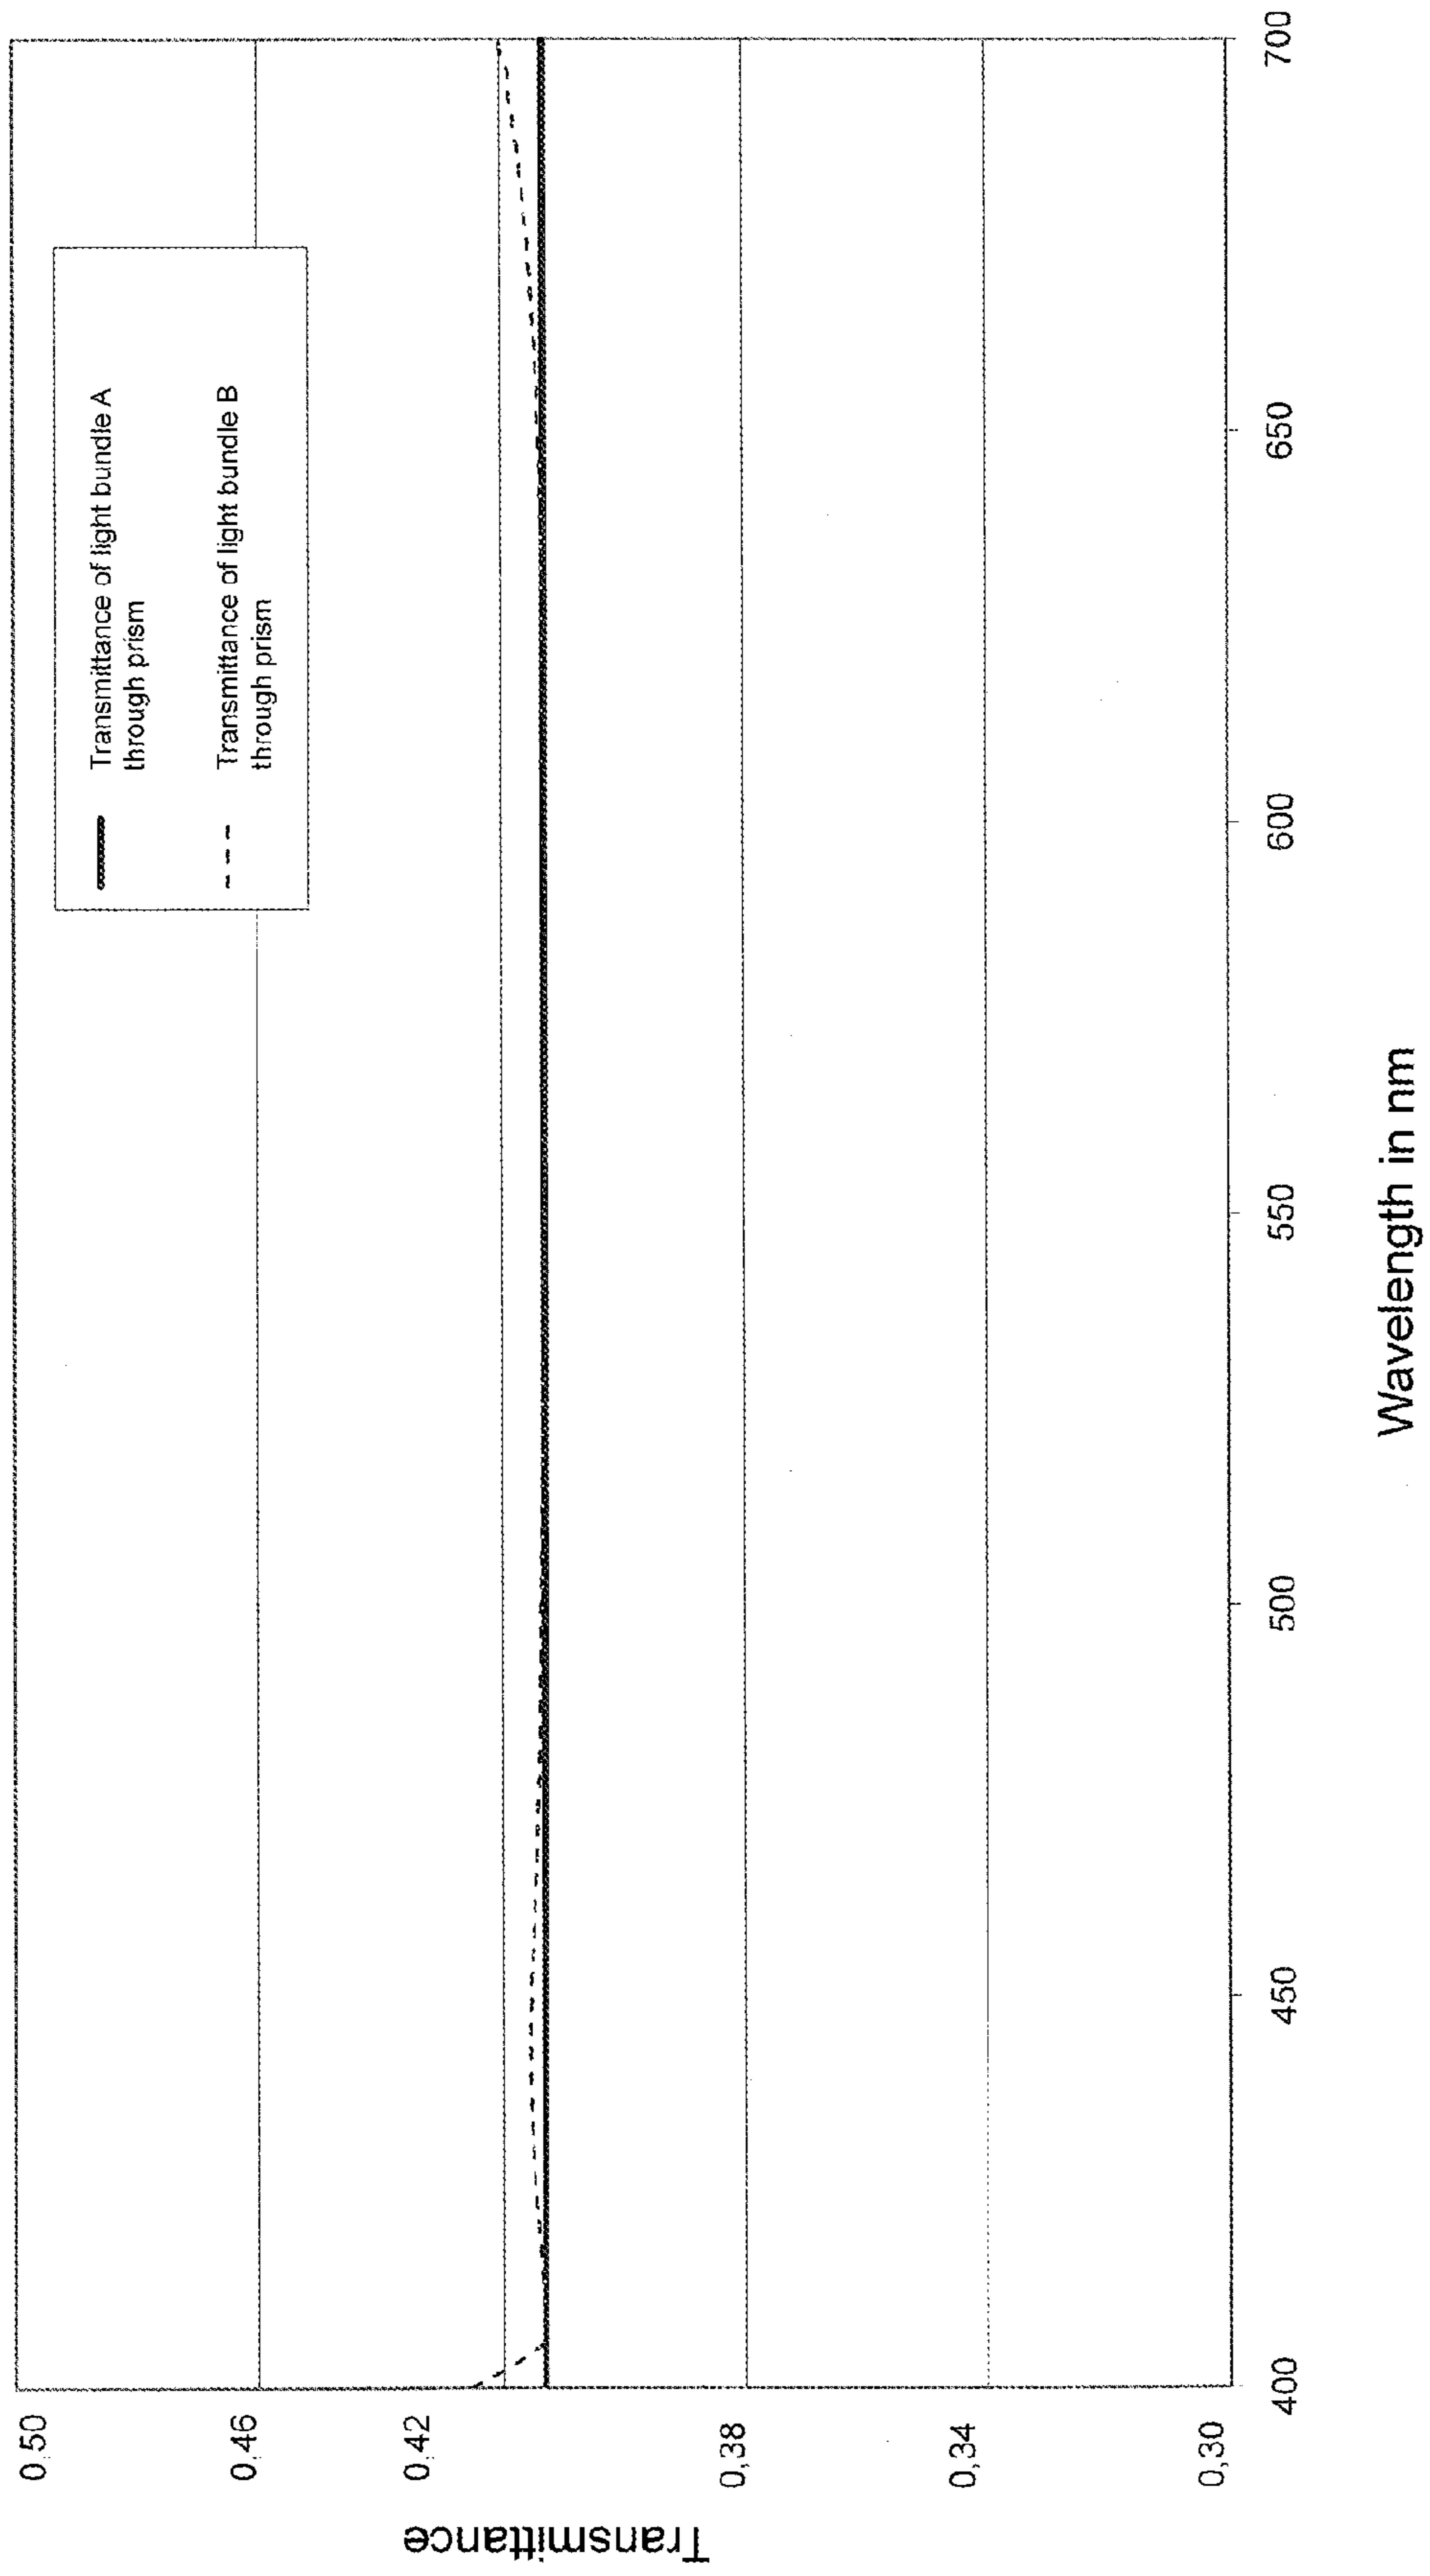 Transmittance
0,50
0,46
0,42
0,38
0,34
0,30
Transmittance of light bundle A
through prism
Transmittance of light bundle B
through prism
400
450
500
550
600
650
700
Wavelength in nm